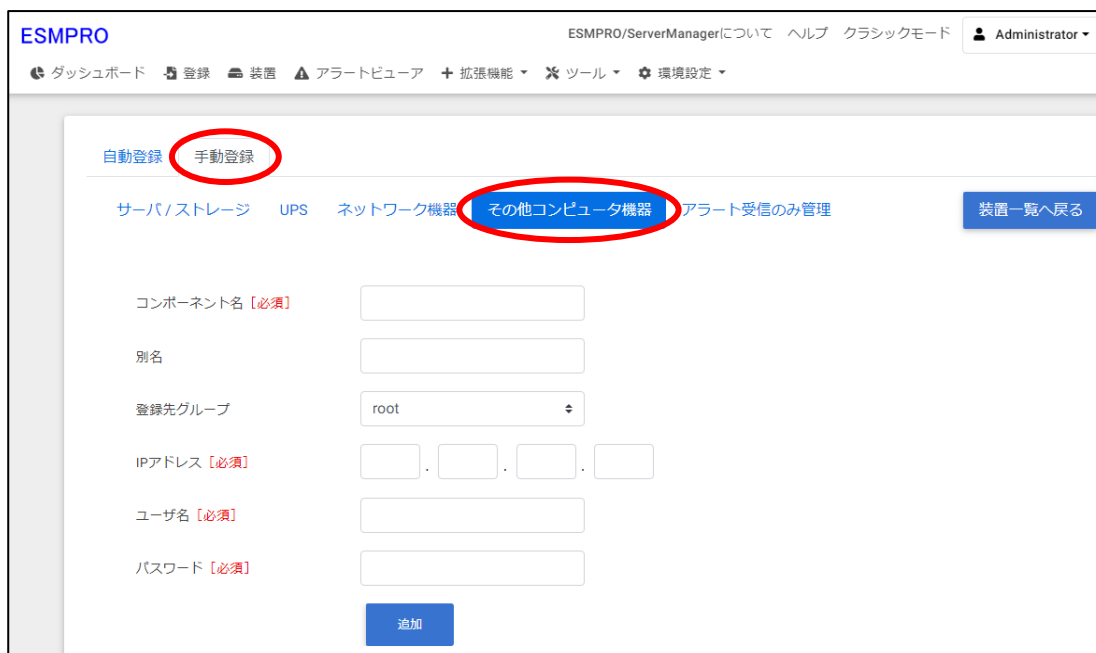 ESMPRO
ESMPRO/ServerManagerについて ヘルプ クラシックモード Administrator
ダッシュボード 登録 装置 アラートビューア 拡張機能 ツール 環境設定
自動登録 手動登録
サーバ / ストレージ UPS ネットワーク機器 その他コンピュータ機器 アラート受信のみ管理 装置一覧へ戻る
コンポーネント名 [必須]
別名
登録先グループ root
IPアドレス [必須] . . .
ユーザ名 [必須]
パスワード [必須]
追加